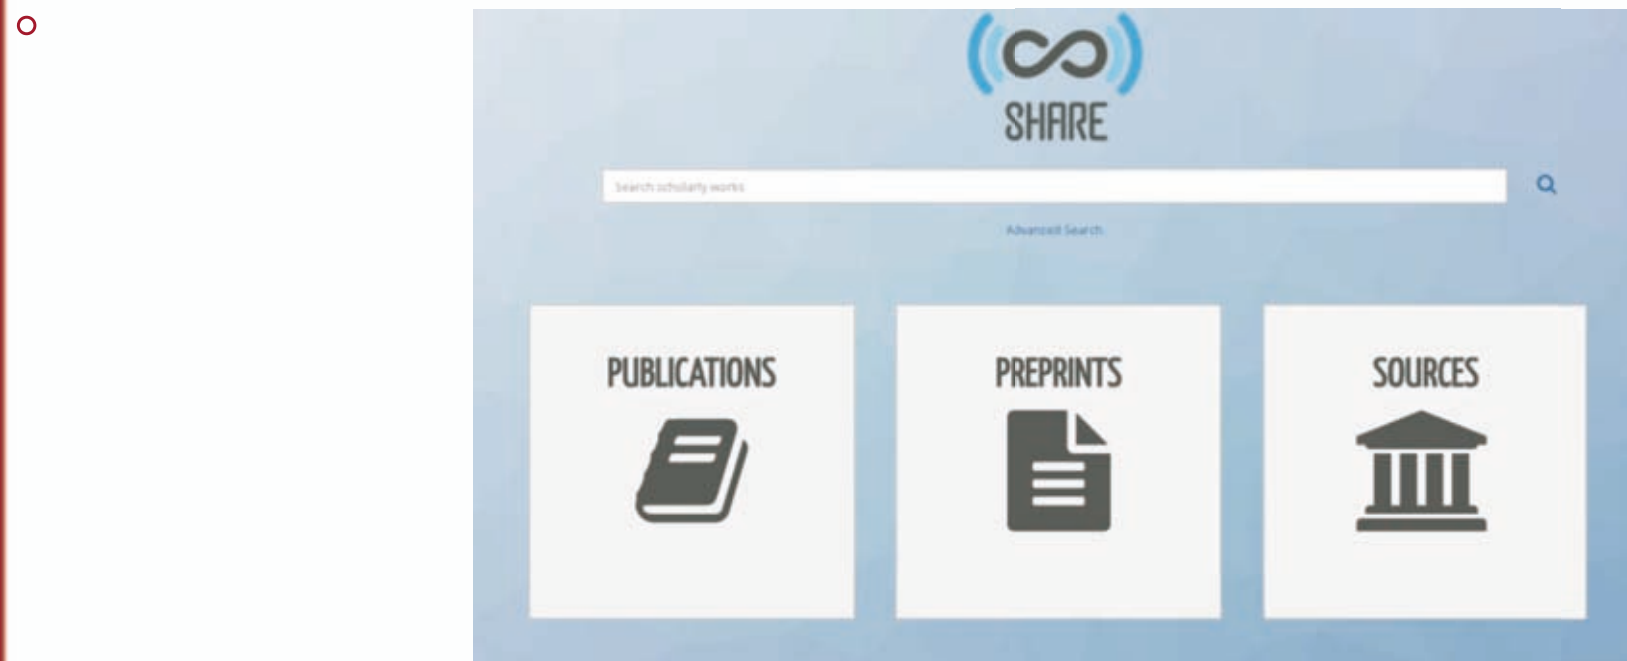 SHARE
Search scholarly works
Advanced Search
PUBLICATIONS
PREPRINTS
SOURCES